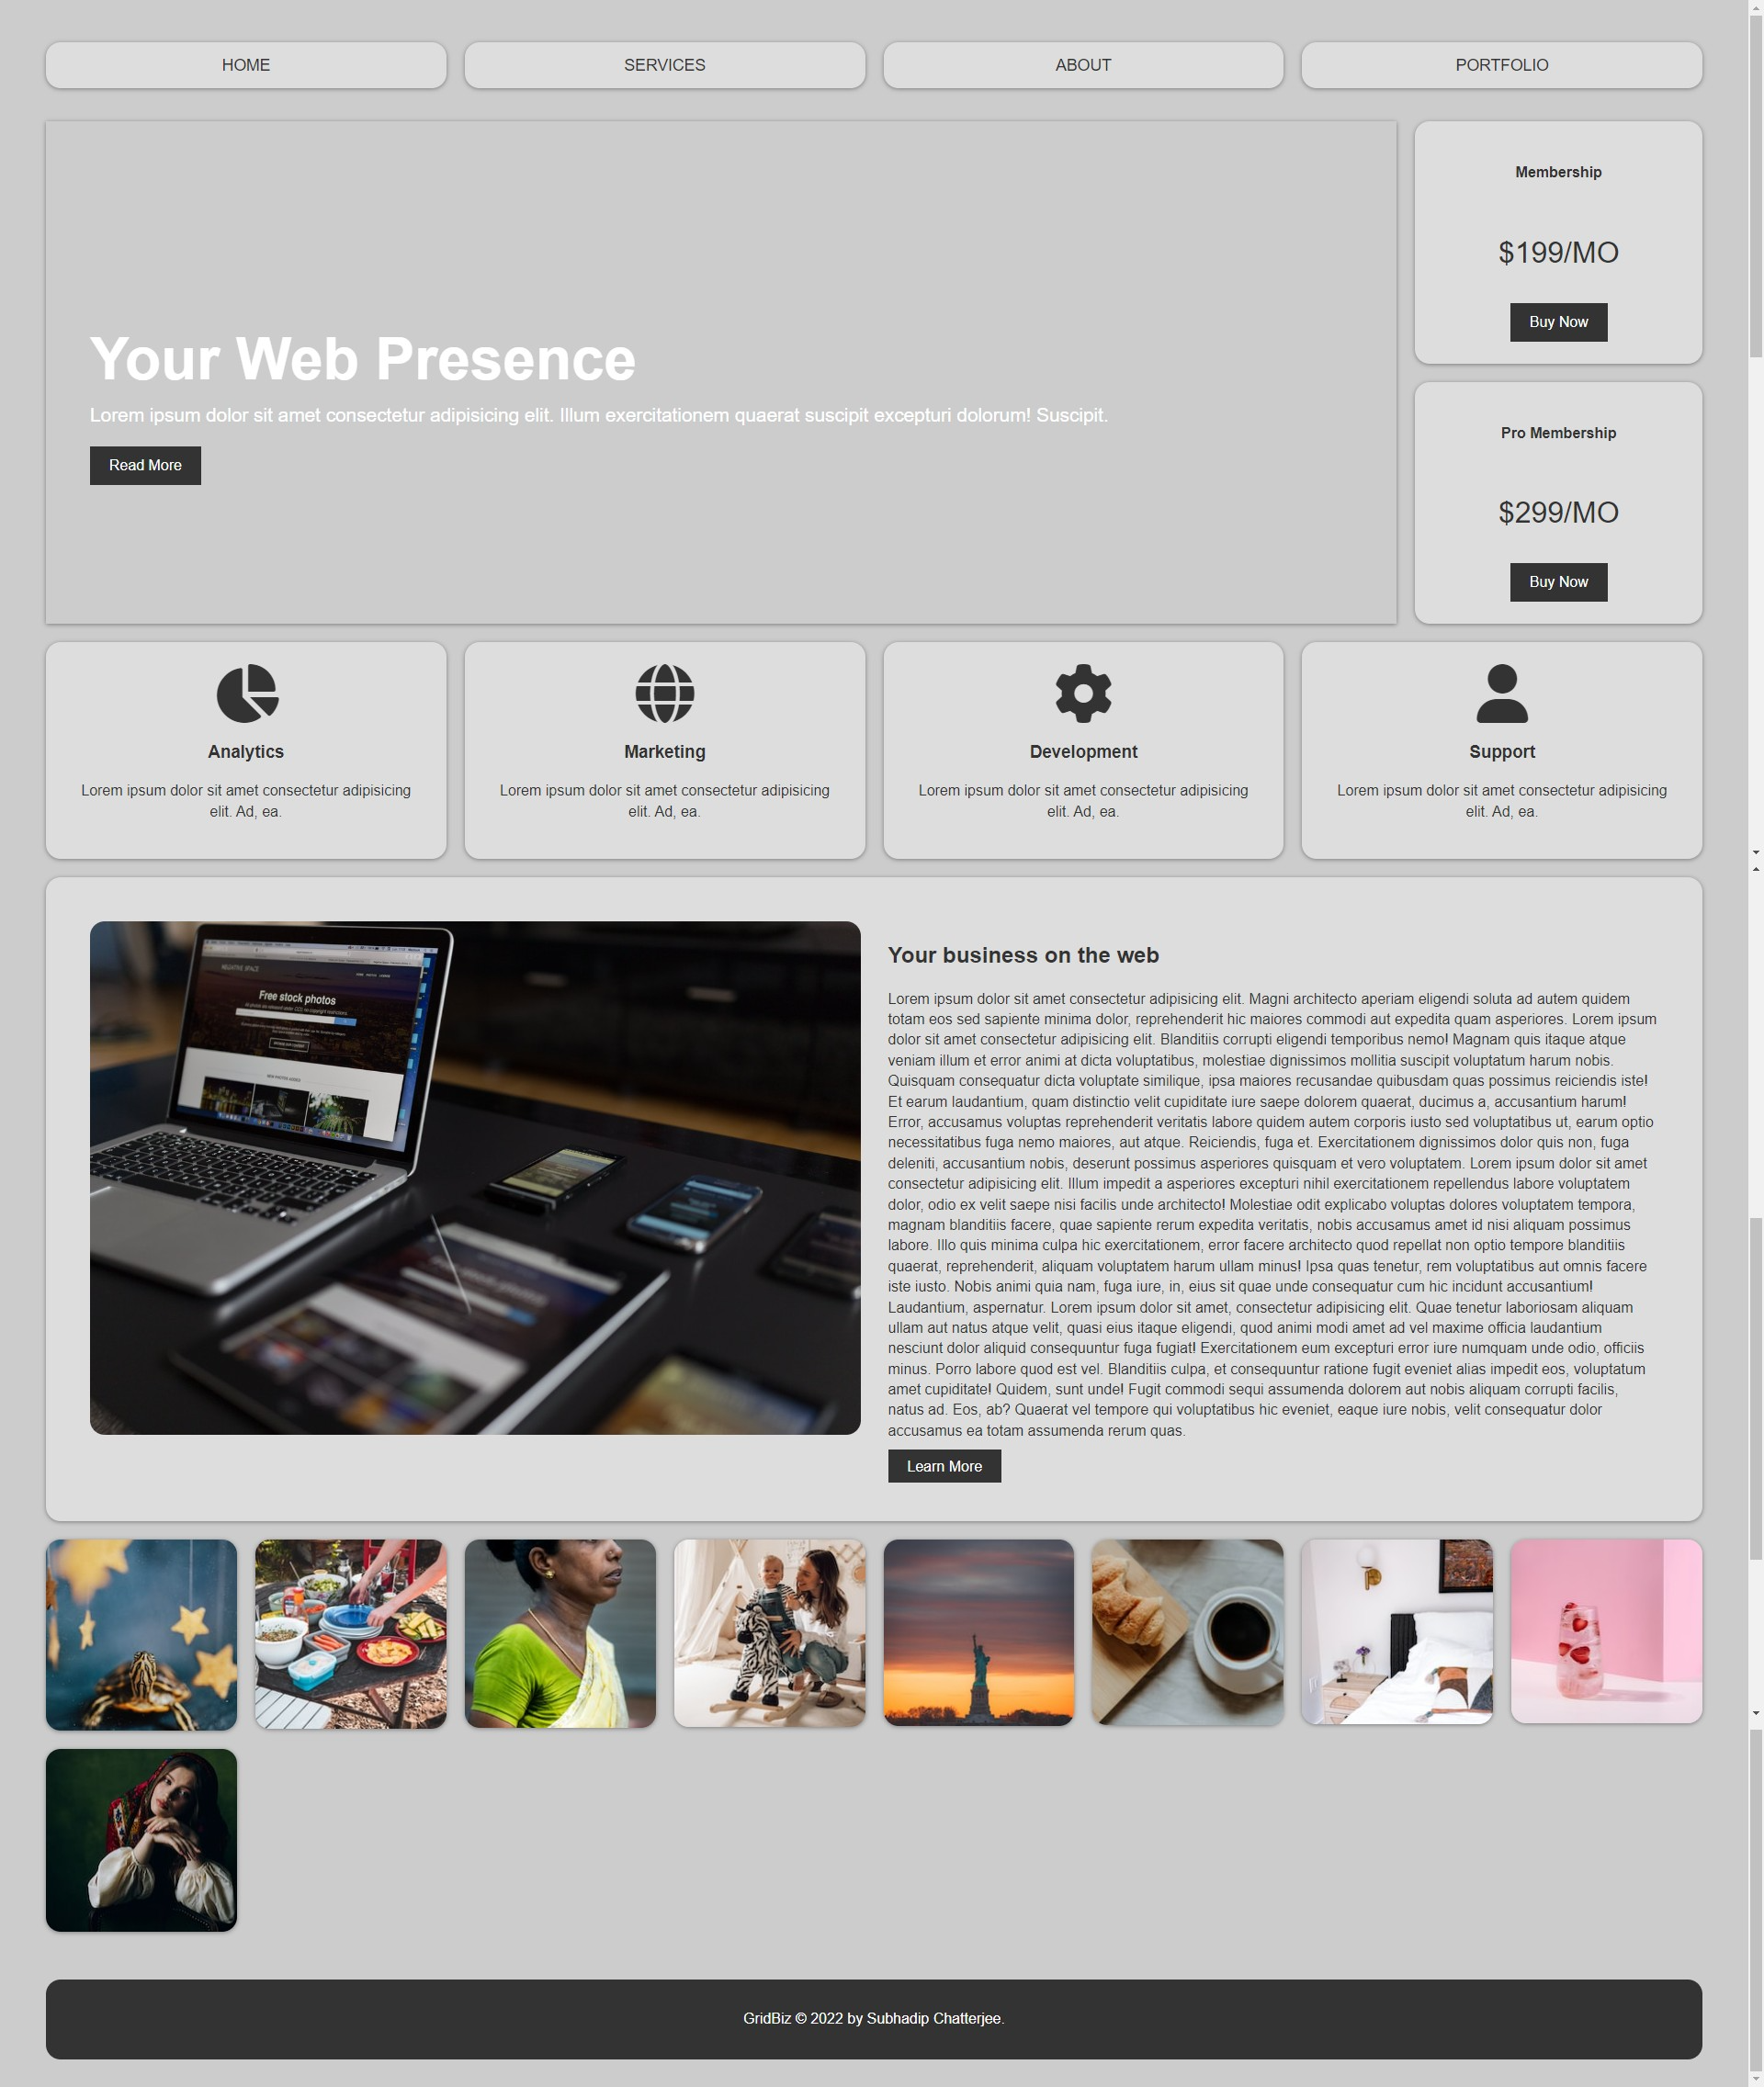 HOME
SERVICES
ABOUT
PORTFOLIO
Your Web Presence
Lorem ipsum dolor sit amet consectetur adipisicing elit. Illum exercitationem quaerat suscipit excepturi dolorum! Suscipit.
Read More
Membership
$199/MO
Buy Now
Pro Membership
$299/MO
Buy Now
Analytics
Lorem ipsum dolor sit amet consectetur adipisicing
elit. Ad, ea.
Marketing
Lorem ipsum dolor sit amet consectetur adipisicing
elit. Ad, ea.
Development
Lorem ipsum dolor sit amet consectetur adipisicing
elit. Ad, ea.
Support
Lorem ipsum dolor sit amet consectetur adipisicing
elit. Ad, ea.
NEGATIVE SPACE
Free stock photos
Your business on the web
Lorem ipsum dolor sit amet consectetur adipisicing elit. Magni architecto aperiam eligendi soluta ad autem quidem
totam eos sed sapiente minima dolor, reprehenderit hic maiores commodi aut expedita quam asperiores. Lorem ipsum
dolor sit amet consectetur adipisicing elit. Blanditiis corrupti eligendi temporibus nemo! Magnam quis itaque atque
veniam illum et error animi at dicta voluptatibus, molestiae dignissimos mollitia suscipit voluptatum harum nobis.
Quisquam consequatur dicta voluptate similique, ipsa maiores recusandae quibusdam quas possimus reiciendis iste!
Et earum laudantium, quam distinctio velit cupiditate iure saepe dolorem quaerat, ducimus a, accusantium harum!
Error, accusamus voluptas reprehenderit veritatis labore quidem autem corporis iusto sed voluptatibus ut, earum optio
necessitatibus fuga nemo maiores, aut atque. Reiciendis, fuga et. Exercitationem dignissimos dolor quis non, fuga
deleniti, accusantium nobis, deserunt possimus asperiores quisquam et vero voluptatem. Lorem ipsum dolor sit amet
consectetur adipisicing elit. Illum impedit a asperiores excepturi nihil exercitationem repellendus labore voluptatem
dolor, odio ex velit saepe nisi facilis unde architecto! Molestiae odit explicabo voluptas dolores voluptatem tempora,
magnam blanditiis facere, quae sapiente rerum expedita veritatis, nobis accusamus amet id nisi aliquam possimus
labore. Illo quis minima culpa hic exercitationem, error facere architecto quod repellat non optio tempore blanditiis
quaerat, reprehenderit, aliquam voluptatem harum ullam minus! Ipsa quas tenetur, rem voluptatibus aut omnis facere
iste iusto. Nobis animi quia nam, fuga iure, in, eius sit quae unde consequatur cum hic incidunt accusantium!
Laudantium, aspernatur. Lorem ipsum dolor sit amet, consectetur adipisicing elit. Quae tenetur laboriosam aliquam
ullam aut natus atque velit, quasi eius itaque eligendi, quod animi modi amet ad vel maxime officia laudantium
nesciunt dolor aliquid consequuntur fuga fugiat! Exercitationem eum excepturi error iure numquam unde odio, officiis
minus. Porro labore quod est vel. Blanditiis culpa, et consequuntur ratione fugit eveniet alias impedit eos, voluptatum
amet cupiditate! Quidem, sunt unde! Fugit commodi sequi assumenda dolorem aut nobis aliquam corrupti facilis,
natus ad. Eos, ab? Quaerat vel tempore qui voluptatibus hic eveniet, eaque iure nobis, velit consequatur dolor
accusamus ea totam assumenda rerum quas.
Learn More
GridBiz © 2022 by Subhadip Chatterjee.